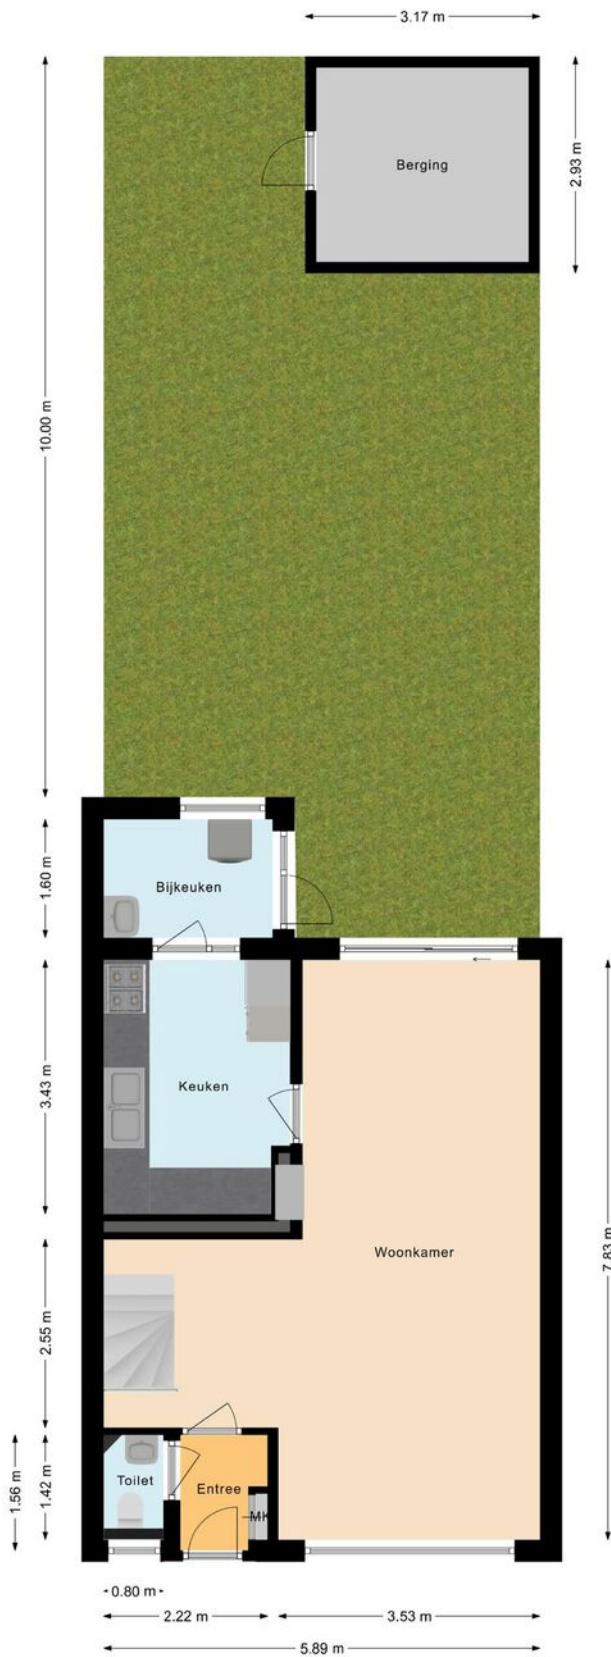 3.17 m
Berging
2.93 m
10.00 m
1.60 m
Bijkeuken
3.43 m
Keuken
Woonkamer
7.83 m
2.55 m
Toilet
Entree
MK
1.56 m
1.42 m
0.80 m
2.22 m
3.53 m
5.89 m